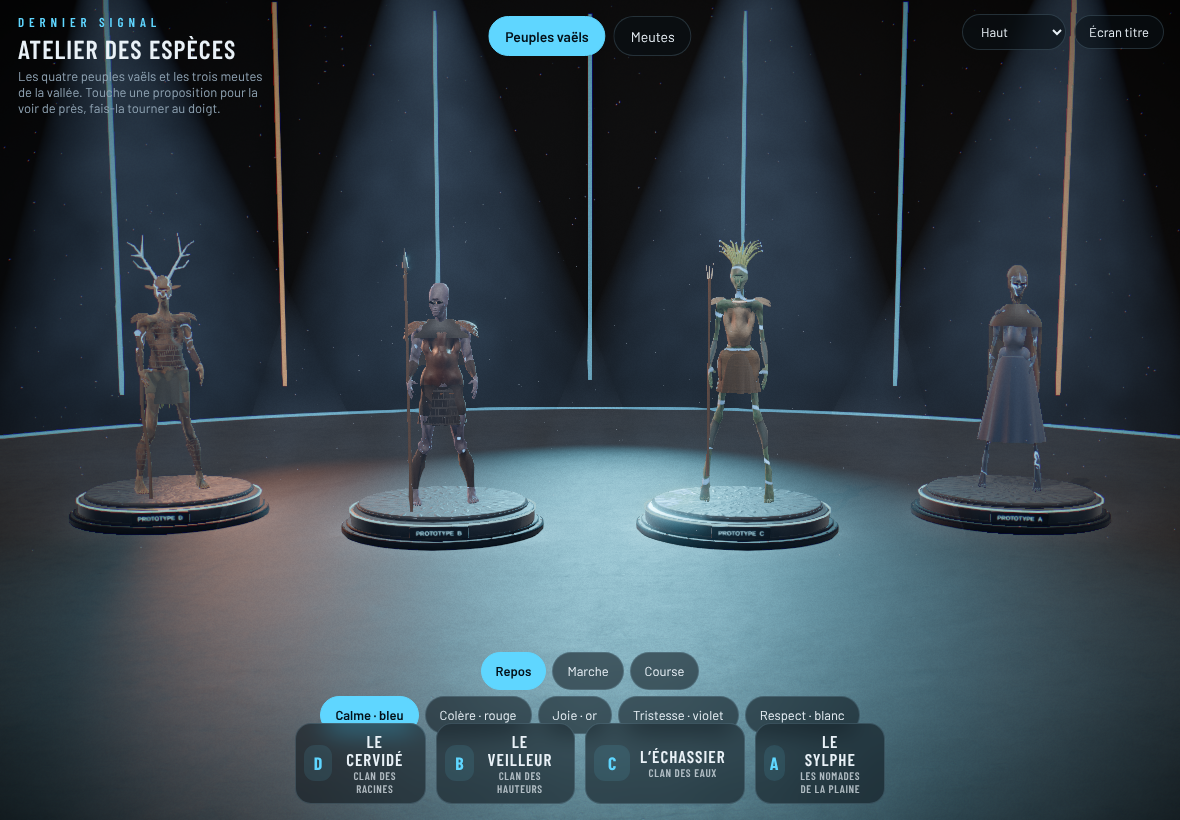 DERNIER SIGNAL
ATELIER DES ESPÈCES
Les quatre peuples vaëls et les trois meutes
de la vallée. Touche une proposition pour la
voir de près, fais-la tourner au doigt.
Peuples vaëls
Meutes
Haut
Écran titre
PROTOTYPE D
PROTOTYPE B
PROTOTYPE C
PROTOTYPE A
Repos
Marche
Course
Calme · bleu
Colère · rouge
Joie · or
Tristesse · violet
Respect · blanc
D
LE
CERVIDÉ
CLAN DES
RACINES
B
LE
VEILLEUR
CLAN DES
HAUTEURS
C
L'ÉCHASSIER
CLAN DES EAUX
A
LE
SYLPHE
LES NOMADES
DE LA PLAINE